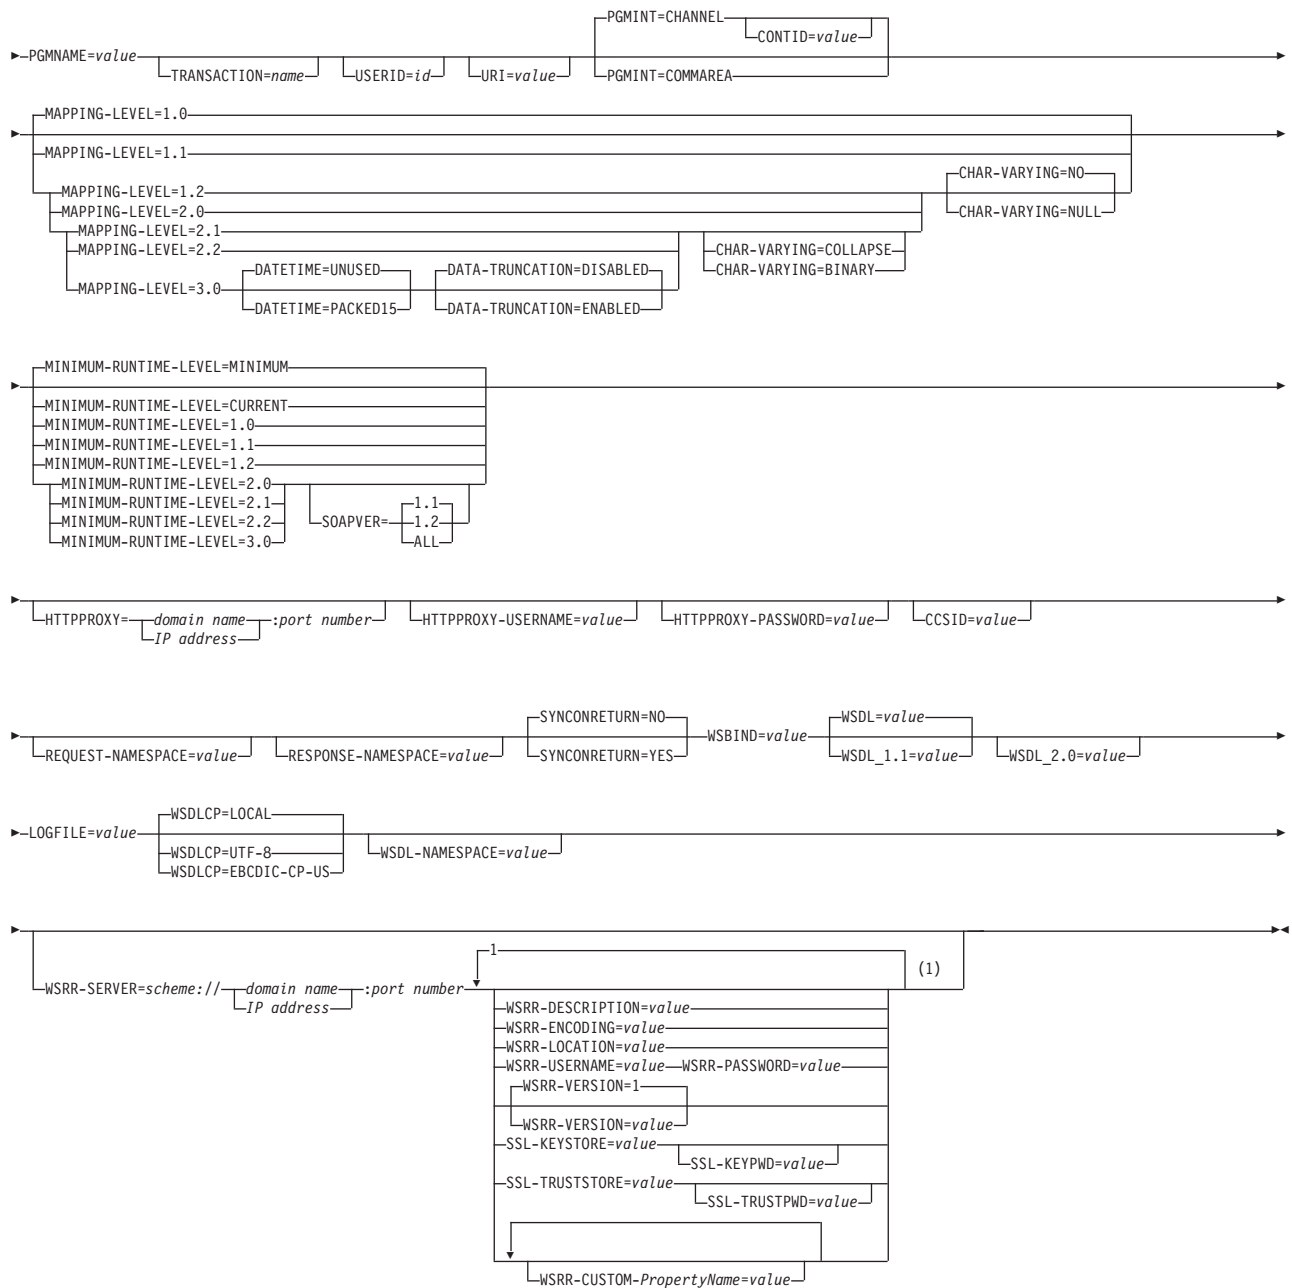 PGMINT=CHANNEL
CONTID=value
PGMNAME=value
TRANSACTION=name USERID=id URI=value PGMINT=COMMAREA
MAPPING-LEVEL=1.0
MAPPING-LEVEL=1.1
MAPPING-LEVEL=1.2 CHAR-VARYING=NO
MAPPING-LEVEL=2.0 CHAR-VARYING=NULL
MAPPING-LEVEL=2.1
MAPPING-LEVEL=2.2 CHAR-VARYING=COLLAPSE
DATETIME=UNUSED DATA-TRUNCATION=DISABLED CHAR-VARYING=BINARY
MAPPING-LEVEL=3.0
DATETIME=PACKED15 DATA-TRUNCATION=ENABLED
MINIMUM-RUNTIME-LEVEL=MINIMUM
MINIMUM-RUNTIME-LEVEL=CURRENT
MINIMUM-RUNTIME-LEVEL=1.0
MINIMUM-RUNTIME-LEVEL=1.1
MINIMUM-RUNTIME-LEVEL=1.2
MINIMUM-RUNTIME-LEVEL=2.0
MINIMUM-RUNTIME-LEVEL=2.1 1.1
MINIMUM-RUNTIME-LEVEL=2.2 SOAPVER= 1.2
MINIMUM-RUNTIME-LEVEL=3.0 ALL
HTTPPROXY= domain name :port number HTTPPROXY-USERNAME=value HTTPPROXY-PASSWORD=value CCSID=value
IP address
SYNCONRETURN=NO WSDL=value
WSBIND=value
REQUEST-NAMESPACE=value RESPONSE-NAMESPACE=value SYNCONRETURN=YES WSDL_1.1=value WSDL_2.0=value
WSDLCP=LOCAL
LOGFILE=value
WSDLCP=UTF-8 WSDL-NAMESPACE=value
WSDLCP=EBCDIC-CP-US
1
(1)
WSRR-SERVER=scheme:// domain name :port number
IP address
WSRR-DESCRIPTION=value
WSRR-ENCODING=value
WSRR-LOCATION=value
WSRR-USERNAME=value WSRR-PASSWORD=value
WSRR-VERSION=1
WSRR-VERSION=value
SSL-KEYSTORE=value
SSL-KEYPWD=value
SSL-TRUSTSTORE=value
SSL-TRUSTPWD=value
WSRR-CUSTOM-PropertyName=value